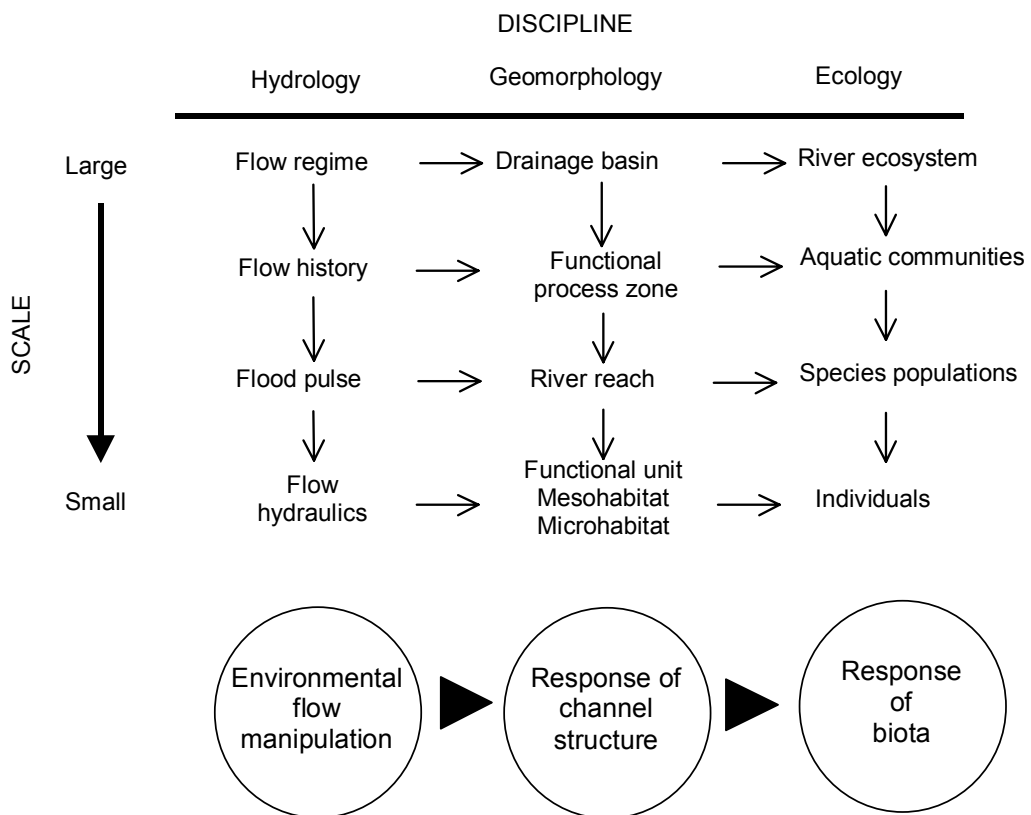 DISCIPLINE
Hydrology
Geomorphology
Ecology
SCALE
Large
Flow regime
Drainage basin
River ecosystem
Flow history
Functional
process zone
Aquatic communities
Flood pulse
River reach
Species populations
Small
Flow
hydraulics
Functional unit
Mesohabitat
Microhabitat
Individuals
Environmental
flow
manipulation
Response of
channel
structure
Response
of
biota